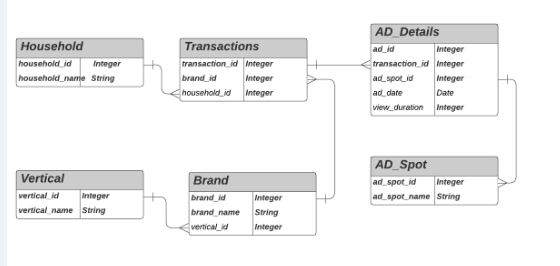 Household
household_id Integer
household_name String
Transactions
transaction_id Integer
brand_id Integer
household_id Integer
AD_Details
ad_id Integer
transaction_id Integer
ad_spot_id Integer
ad_date Date
view_duration Integer
Vertical
vertical_id Integer
vertical_name String
Brand
brand_id Integer
brand_name String
vertical_id Integer
AD_Spot
ad_spot_id Integer
ad_spot_name String